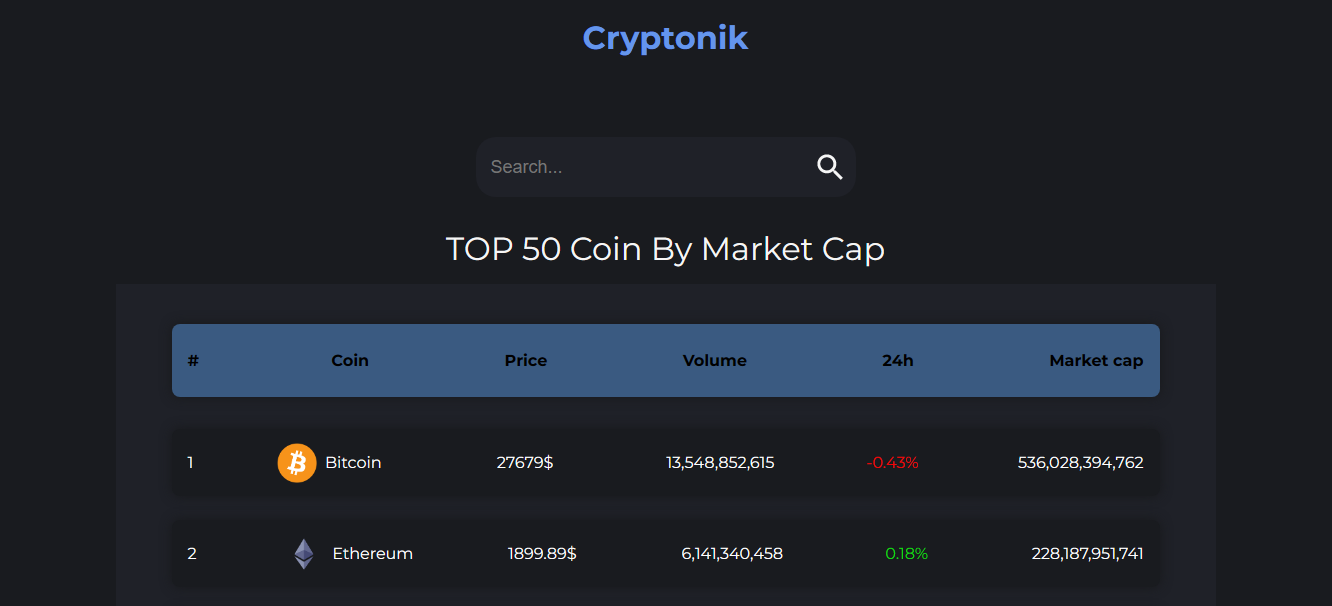 Cryptonik
Search...
TOP 50 Coin By Market Cap
# Coin Price Volume 24h Market cap
1 Bitcoin 27679$ 13,548,852,615 -0.43% 536,028,394,762
2 Ethereum 1899.89$ 6,141,340,458 0.18% 228,187,951,741